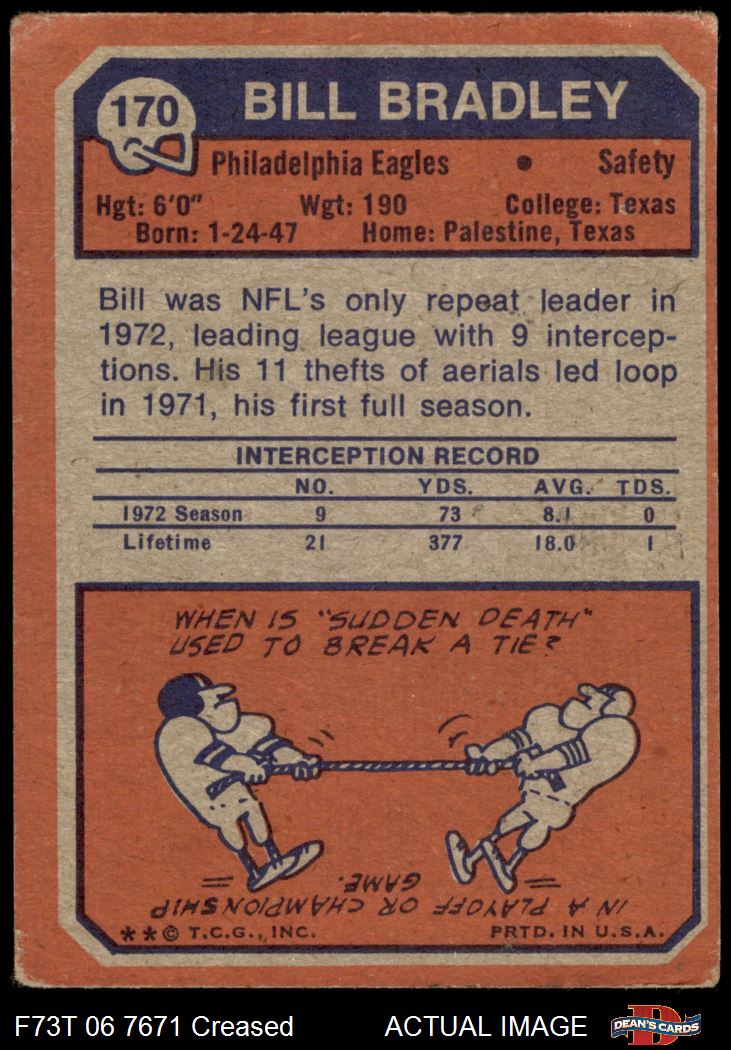 170
BILL BRADLEY
Philadelphia Eagles • Safety
Hgt: 6'0" Wgt: 190 College: Texas
Born: 1-24-47 Home: Palestine, Texas
Bill was NFL's only repeat leader in
1972, leading league with 9 intercep-
tions. His 11 thefts of aerials led loop
in 1971, his first full season.
INTERCEPTION RECORD
NO. YDS. AVG. TDS.
1972 Season 9 73 8.1 0
Lifetime 21 377 18.0 1
WHEN IS "SUDDEN DEATH"
USED TO BREAK A TIE?
IN A PLAYOFF OR CHAMPIONSHIP
GAME.
**© T.C.G., INC. PRTD. IN U.S.A.
F73T 06 7671 Creased ACTUAL IMAGE
D
DEAN'S CARDS